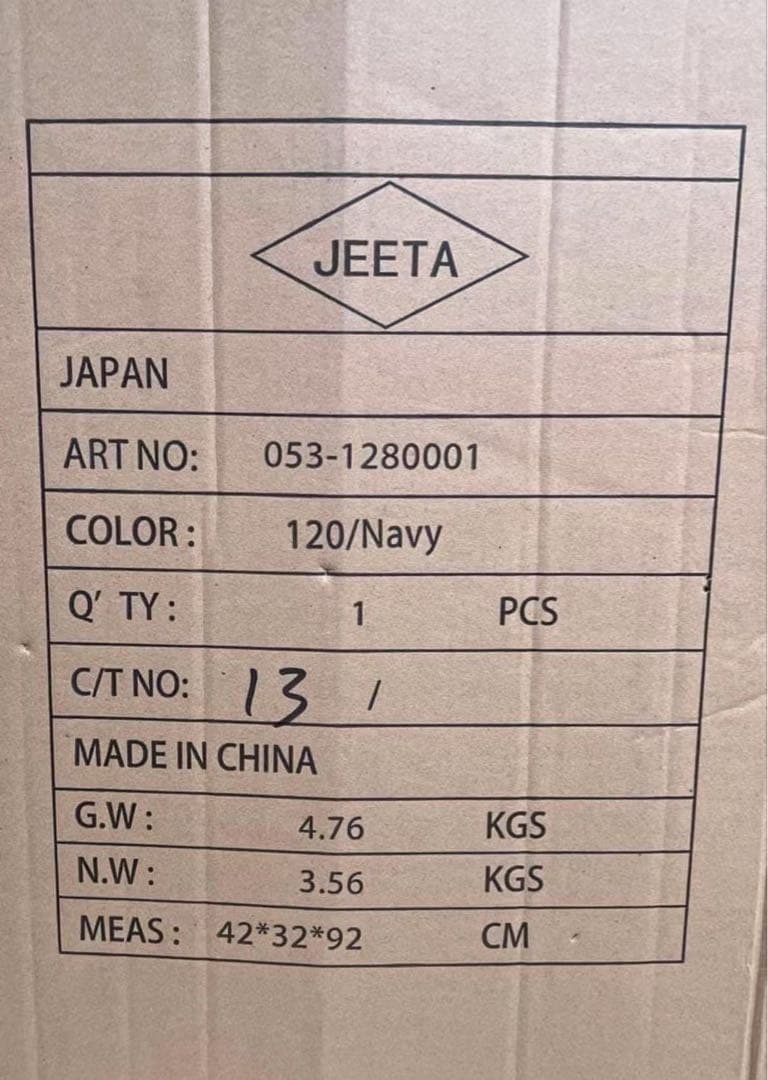 JEETA
JAPAN
ART NO: 053-1280001
COLOR: 120/Navy
Q' TY: 1 PCS
C/T NO: 13 /
MADE IN CHINA
G.W: 4.76 KGS
N.W: 3.56 KGS
MEAS: 42*32*92 CM